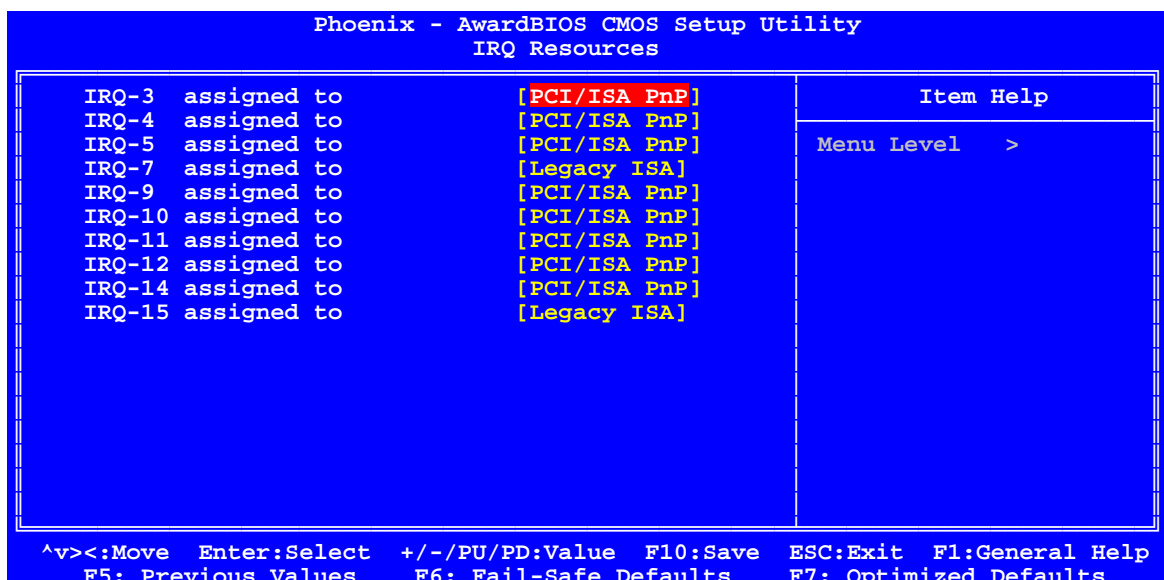 Phoenix - AwardBIOS CMOS Setup Utility
IRQ Resources
IRQ-3 assigned to [PCI/ISA PnP]
IRQ-4 assigned to [PCI/ISA PnP]
IRQ-5 assigned to [PCI/ISA PnP]
IRQ-7 assigned to [Legacy ISA]
IRQ-9 assigned to [PCI/ISA PnP]
IRQ-10 assigned to [PCI/ISA PnP]
IRQ-11 assigned to [PCI/ISA PnP]
IRQ-12 assigned to [PCI/ISA PnP]
IRQ-14 assigned to [PCI/ISA PnP]
IRQ-15 assigned to [Legacy ISA]
Item Help
Menu Level >
^v><:Move Enter:Select +/-/PU/PD:Value F10:Save ESC:Exit F1:General Help
F5: Previous Values F6: Fail-Safe Defaults F7: Optimized Defaults